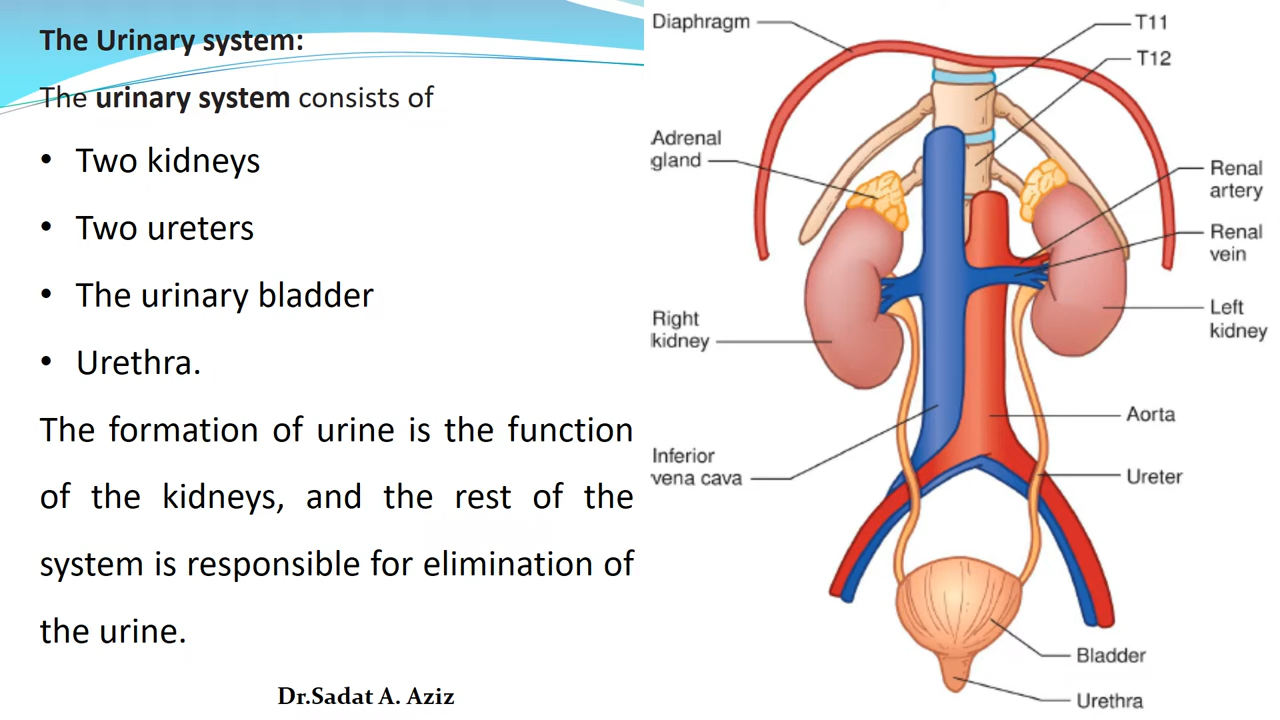 The Urinary system:
The urinary system consists of
• Two kidneys
• Two ureters
• The urinary bladder
• Urethra.
The formation of urine is the function
of the kidneys, and the rest of the
system is responsible for elimination of
the urine.
Dr.Sadat A. Aziz
Diaphragm
T11
T12
Adrenal
gland
Renal
artery
Renal
vein
Right
kidney
Left
kidney
Aorta
Inferior
vena cava
Ureter
Bladder
Urethra